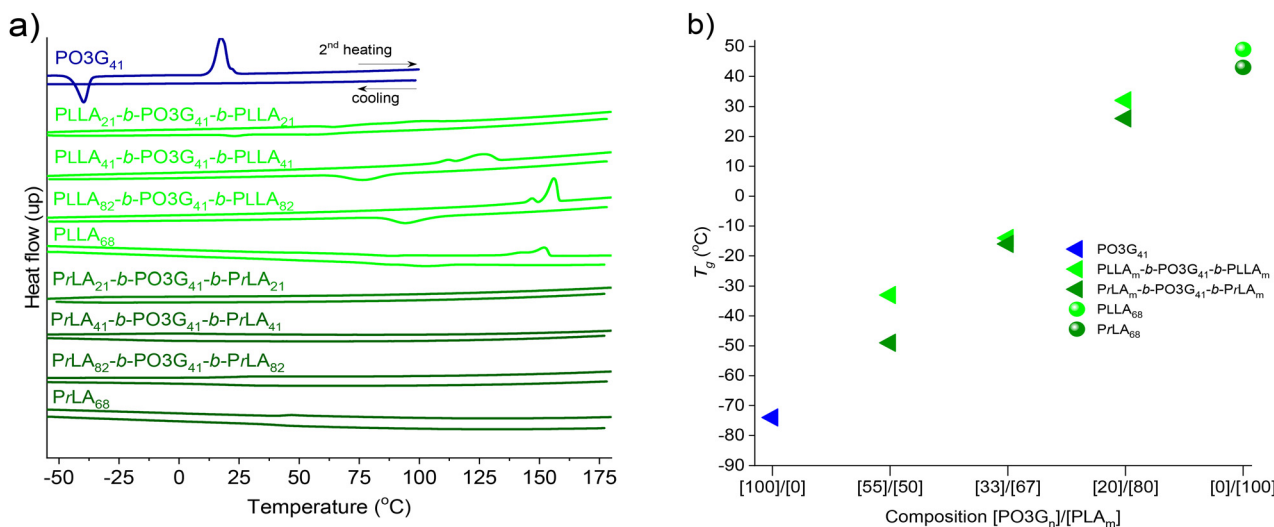 a)
PO3G41
2nd heating
cooling
PLLA21-b-PO3G41-b-PLLA21
PLLA41-b-PO3G41-b-PLLA41
PLLA82-b-PO3G41-b-PLLA82
PLLA68
PrLA21-b-PO3G41-b-PrLA21
PrLA41-b-PO3G41-b-PrLA41
PrLA82-b-PO3G41-b-PrLA82
PrLA68
Heat flow (up)
-50 -25 0 25 50 75 100 125 150 175
Temperature (°C)
b)
50
40
30
20
10
0
-10
-20
-30
-40
-50
-60
-70
-80
-90
Tg (°C)
PO3G41
PLLAm-b-PO3G41-b-PLLAm
PrLAm-b-PO3G41-b-PrLAm
PLLA68
PrLA68
[100]/[0] [55]/[50] [33]/[67] [20]/[80] [0]/[100]
Composition [PO3Gn]/[PLAm]